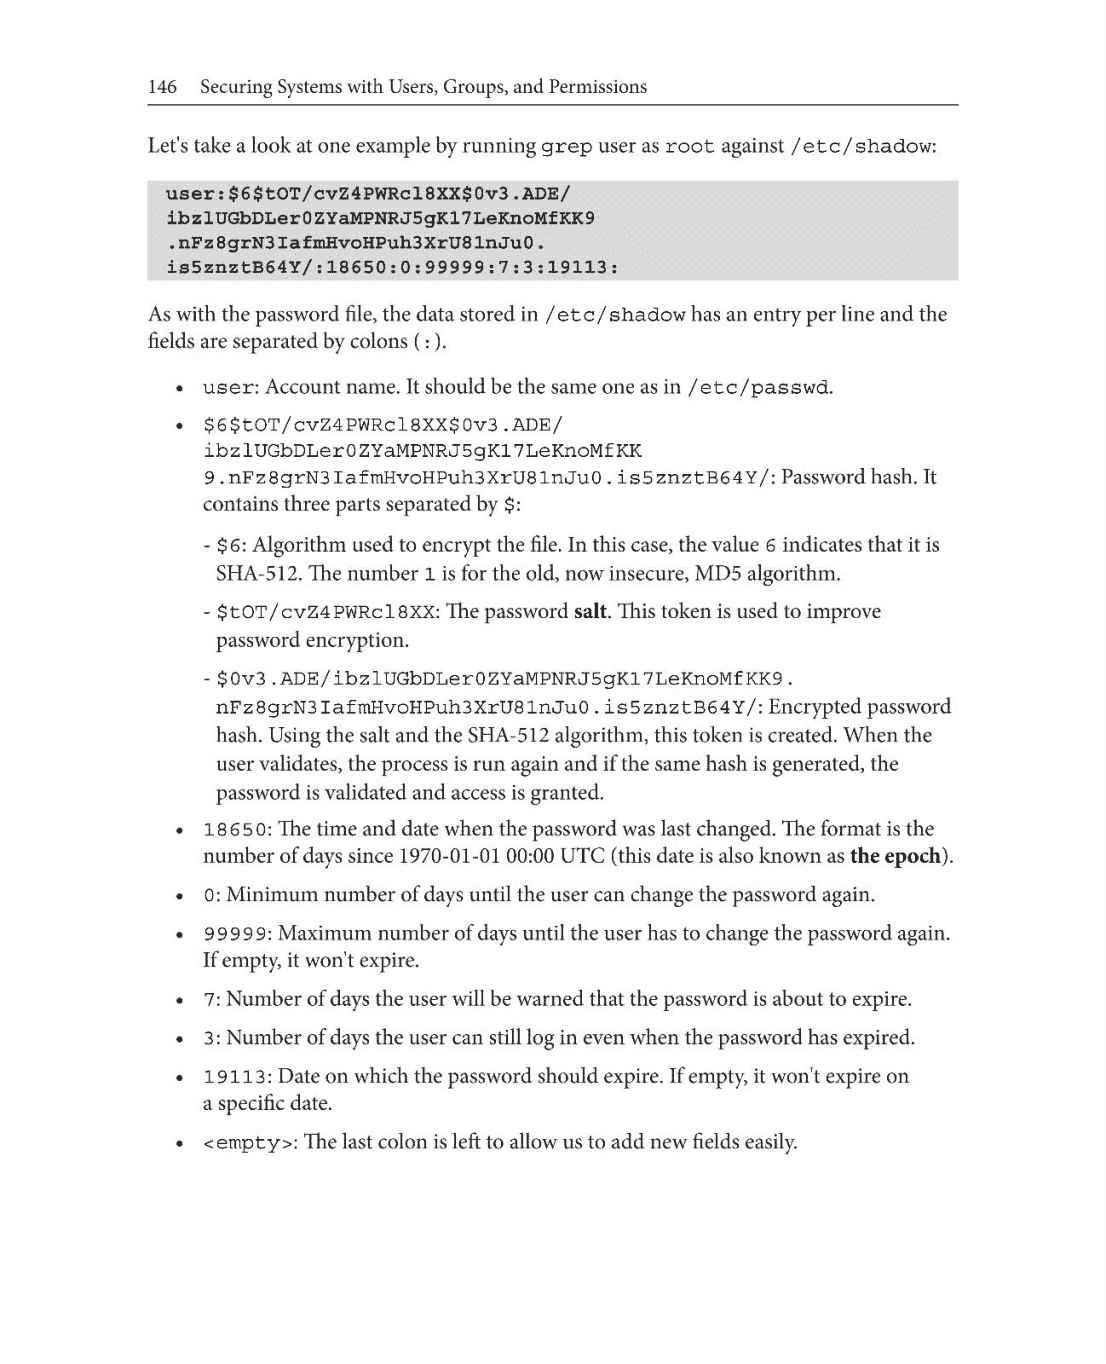 146 Securing Systems with Users, Groups, and Permissions
Let's take a look at one example by running grep user as root against /etc/shadow:
user:$6$tOT/cvZ4PWRcl8XX$0v3.ADE/
ibzlUGbDLer0ZYaMPNRJ5gK17LeKnoMfKK9
.nFz8grN3IafmHvoHPuh3XrU81nJu0.
is5znztB64Y/:18650:0:99999:7:3:19113:
As with the password file, the data stored in /etc/shadow has an entry per line and the
fields are separated by colons (:).
• user: Account name. It should be the same one as in /etc/passwd.
• $6$tOT/cvZ4PWRcl8XX$0v3.ADE/
ibzlUGbDLer0ZYaMPNRJ5gK17LeKnoMfKK
9.nFz8grN3IafmHvoHPuh3XrU81nJu0.is5znztB64Y/: Password hash. It
contains three parts separated by $:
- $6: Algorithm used to encrypt the file. In this case, the value 6 indicates that it is
SHA-512. The number 1 is for the old, now insecure, MD5 algorithm.
- $tOT/cvZ4PWRcl8XX: The password salt. This token is used to improve
password encryption.
- $0v3.ADE/ibzlUGbDLer0ZYaMPNRJ5gK17LeKnoMfKK9.
nFz8grN3IafmHvoHPuh3XrU81nJu0.is5znztB64Y/: Encrypted password
hash. Using the salt and the SHA-512 algorithm, this token is created. When the
user validates, the process is run again and if the same hash is generated, the
password is validated and access is granted.
• 18650: The time and date when the password was last changed. The format is the
number of days since 1970-01-01 00:00 UTC (this date is also known as the epoch).
• 0: Minimum number of days until the user can change the password again.
• 99999: Maximum number of days until the user has to change the password again.
If empty, it won't expire.
• 7: Number of days the user will be warned that the password is about to expire.
• 3: Number of days the user can still log in even when the password has expired.
• 19113: Date on which the password should expire. If empty, it won't expire on
a specific date.
• <empty>: The last colon is left to allow us to add new fields easily.